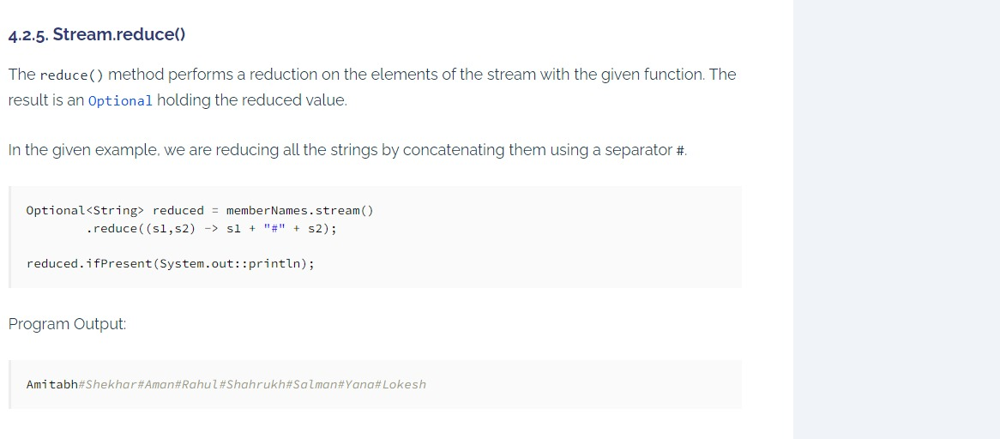 4.2.5. Stream.reduce()
The reduce() method performs a reduction on the elements of the stream with the given function. The
result is an Optional holding the reduced value.
In the given example, we are reducing all the strings by concatenating them using a separator #.
Optional<String> reduced = memberNames.stream()
        .reduce((s1,s2) -> s1 + "#" + s2);
reduced.ifPresent(System.out::println);
Program Output:
Amitabh#Shekhar#Aman#Rahul#Shahrukh#Salman#Yana#Lokesh